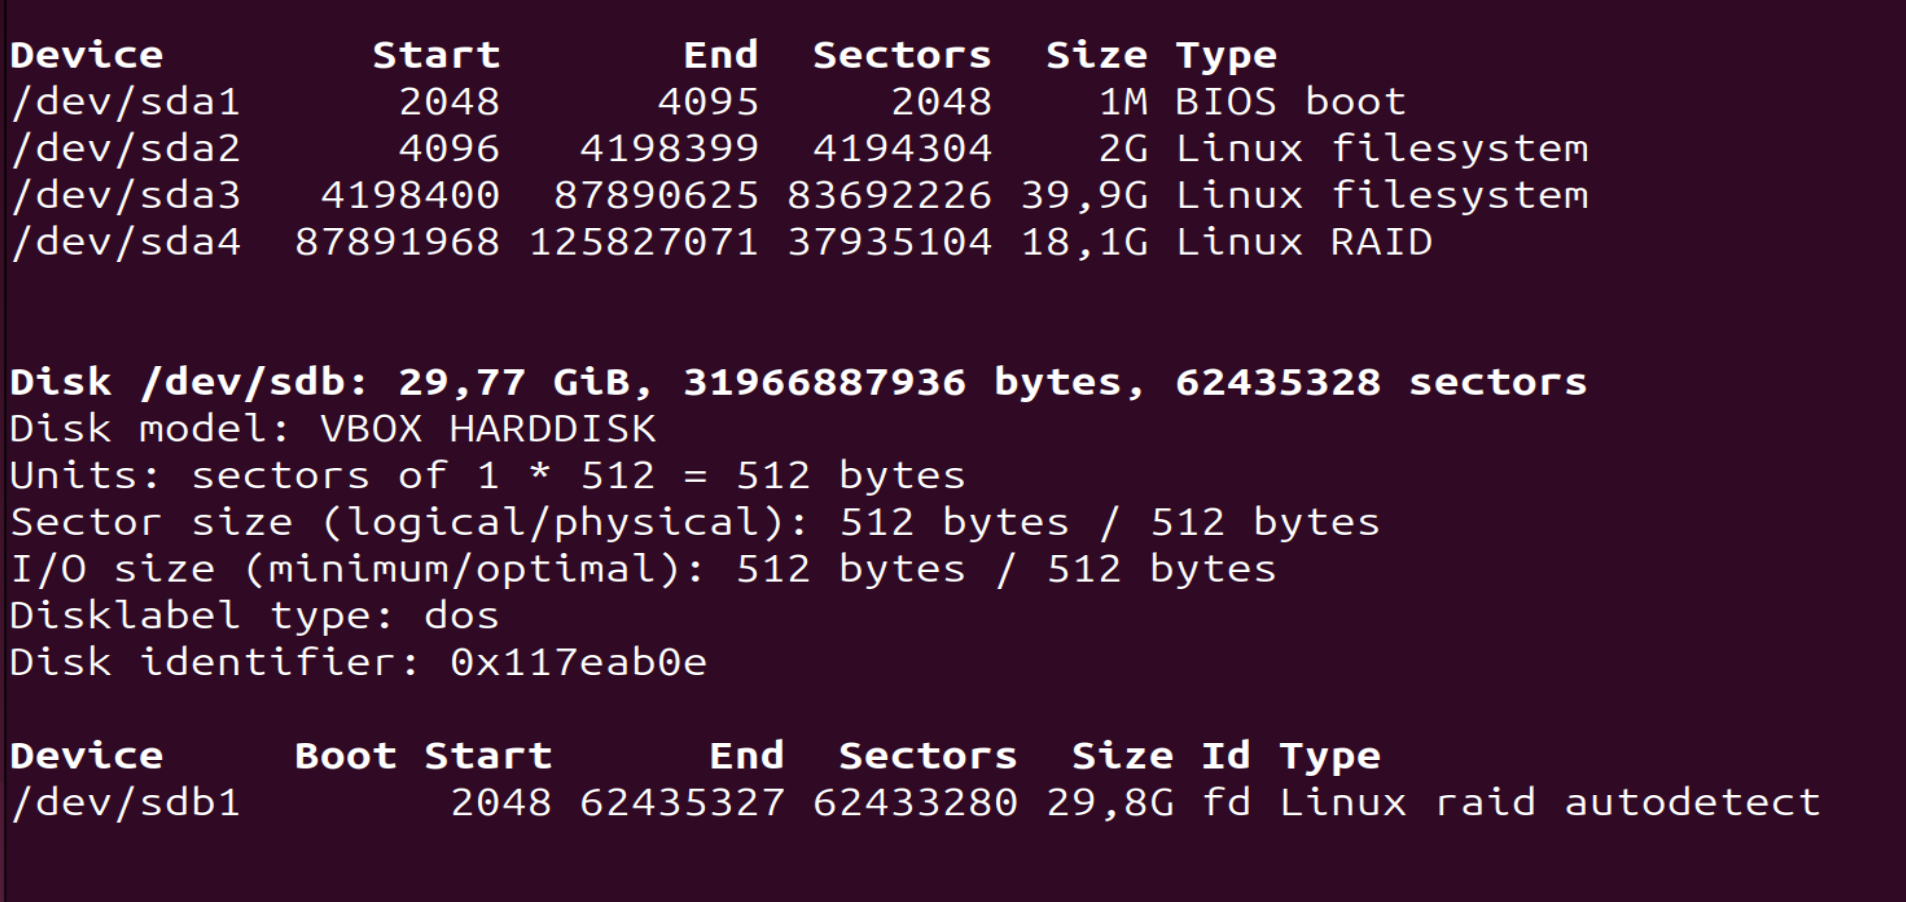 Device Start End Sectors Size Type
/dev/sda1 2048 4095 2048 1M BIOS boot
/dev/sda2 4096 4198399 4194304 2G Linux filesystem
/dev/sda3 4198400 87890625 83692226 39,9G Linux filesystem
/dev/sda4 87891968 125827071 37935104 18,1G Linux RAID
Disk /dev/sdb: 29,77 GiB, 31966887936 bytes, 62435328 sectors
Disk model: VBOX HARDDISK
Units: sectors of 1 * 512 = 512 bytes
Sector size (logical/physical): 512 bytes / 512 bytes
I/O size (minimum/optimal): 512 bytes / 512 bytes
Disklabel type: dos
Disk identifier: 0x117eab0e
Device Boot Start End Sectors Size Id Type
/dev/sdb1 2048 62435327 62433280 29,8G fd Linux raid autodetect